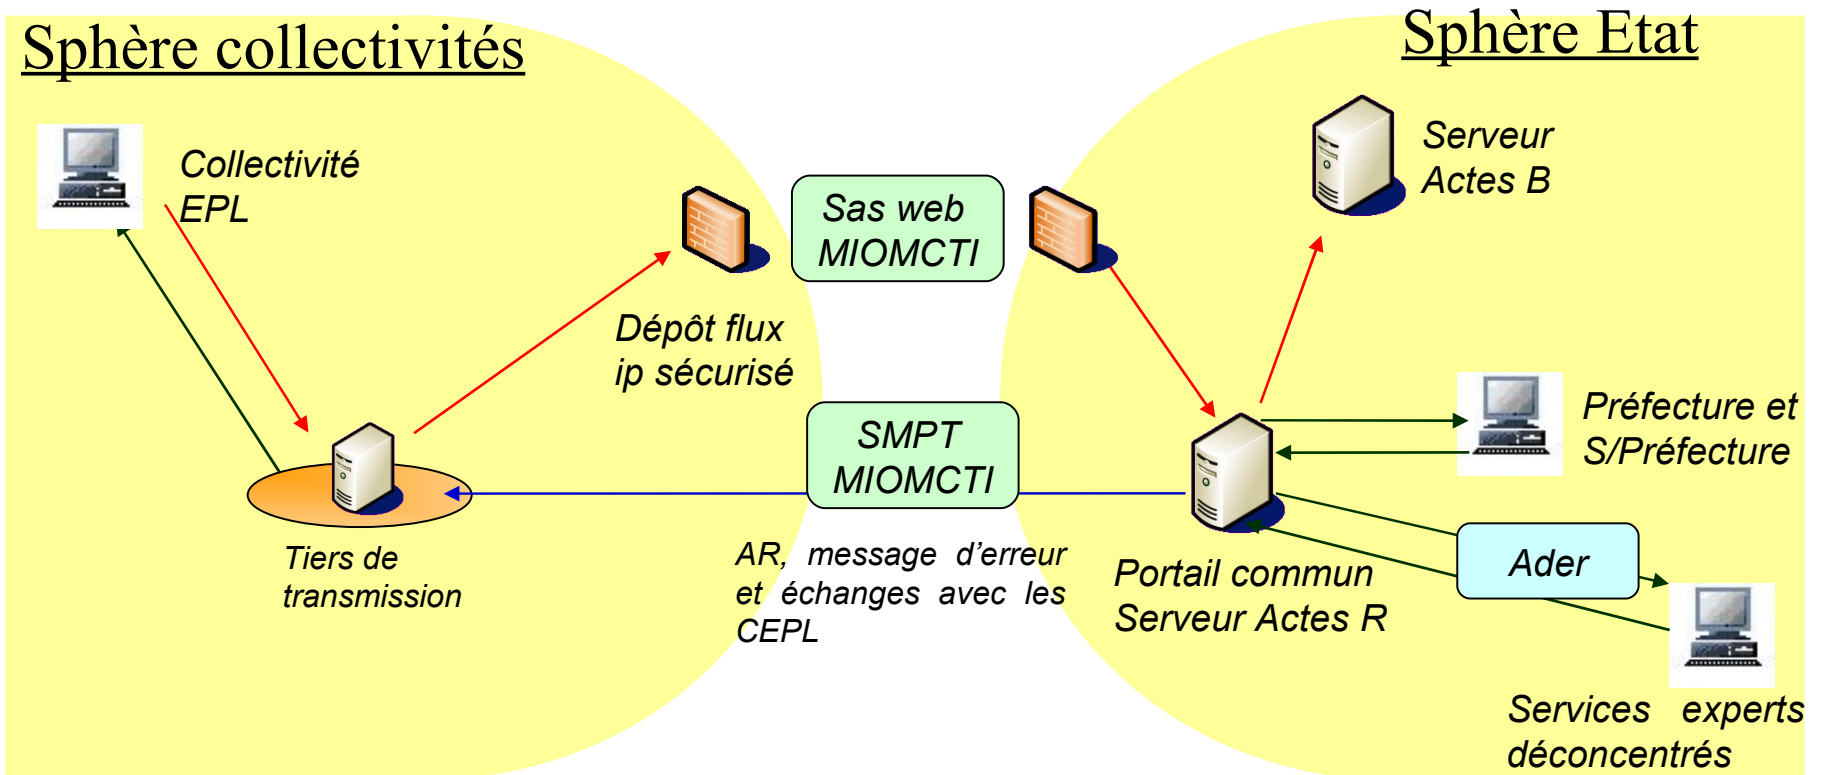 Sphère collectivités
Sphère Etat
Collectivité
EPL
Sas web
MIOMCTI
Serveur
Actes B
Dépôt flux
ip sécurisé
SMPT
MIOMCTI
Préfecture et
S/Préfecture
Tiers de
transmission
AR, message d’erreur
et échanges avec les
CEPL
Portail commun
Serveur Actes R
Ader
Services experts
déconcentrés